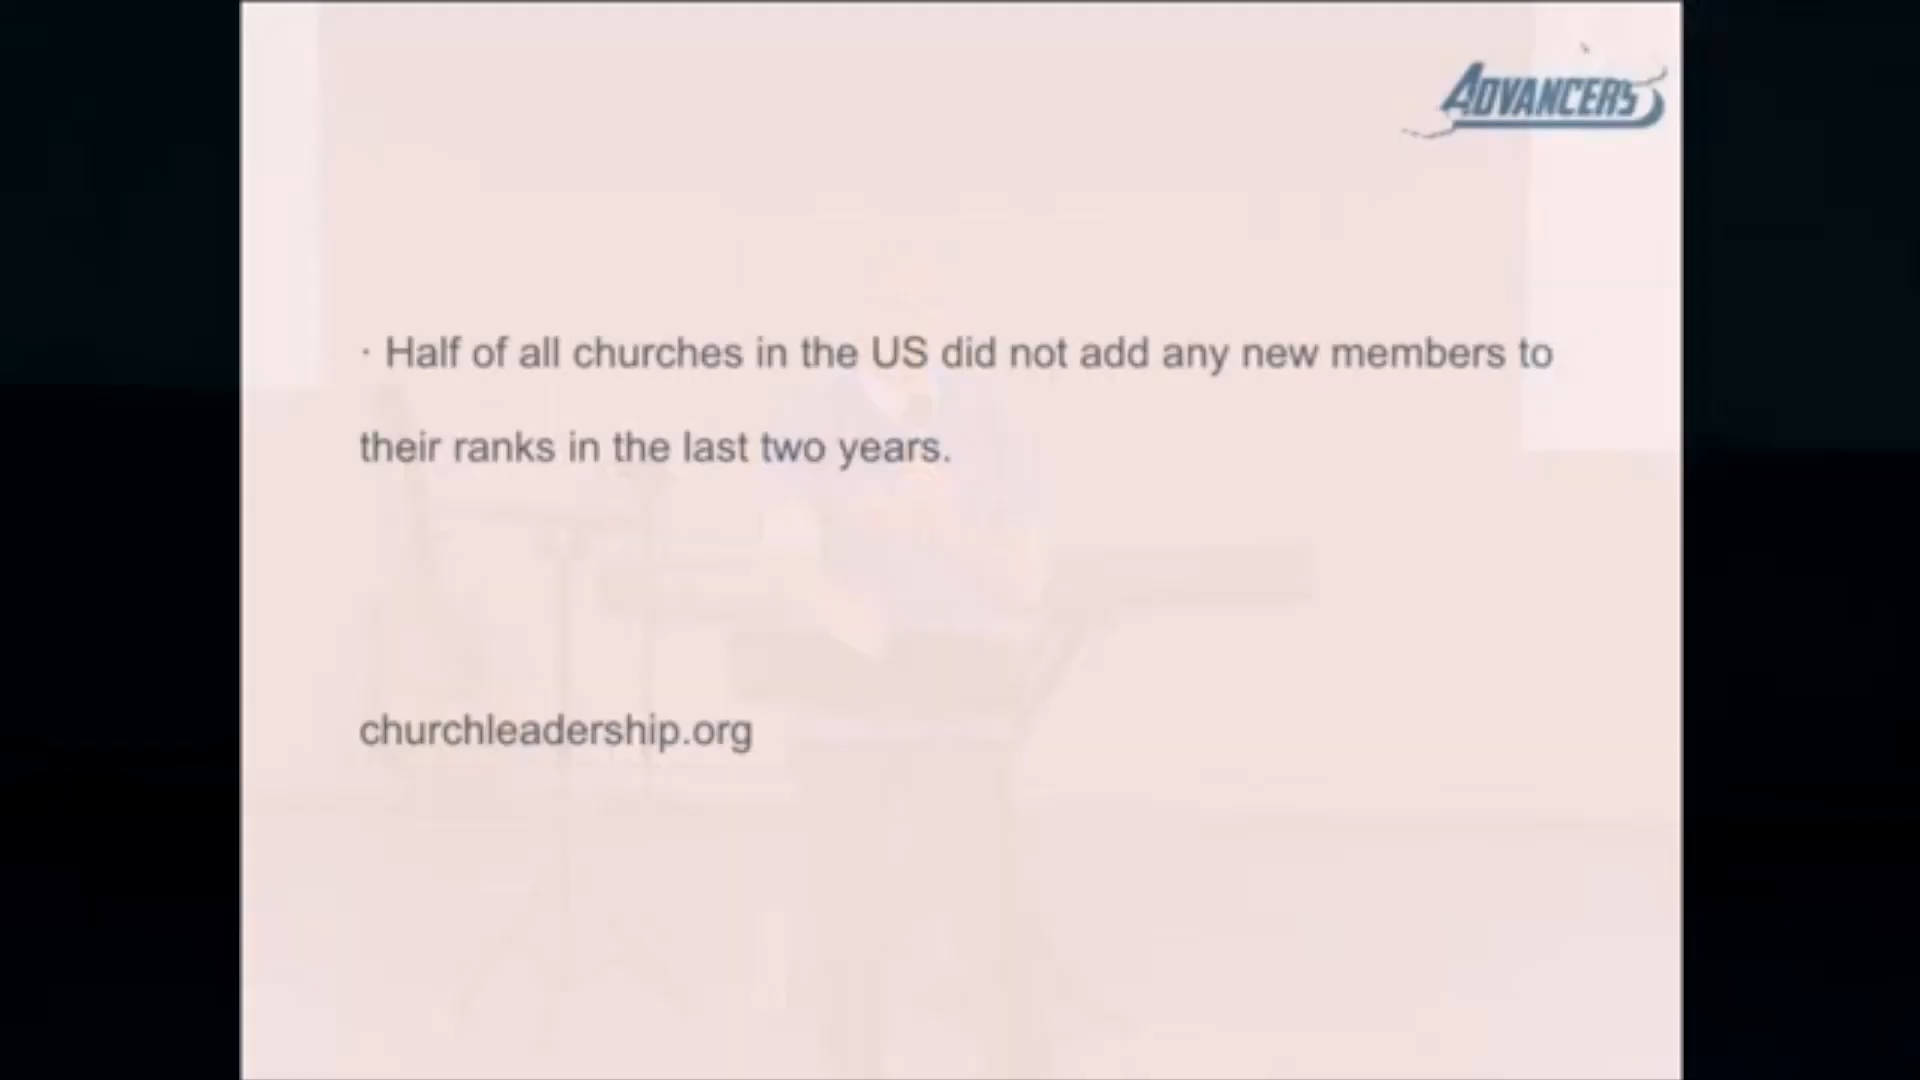 ADVANCERS
· Half of all churches in the US did not add any new members to
their ranks in the last two years.
churchleadership.org